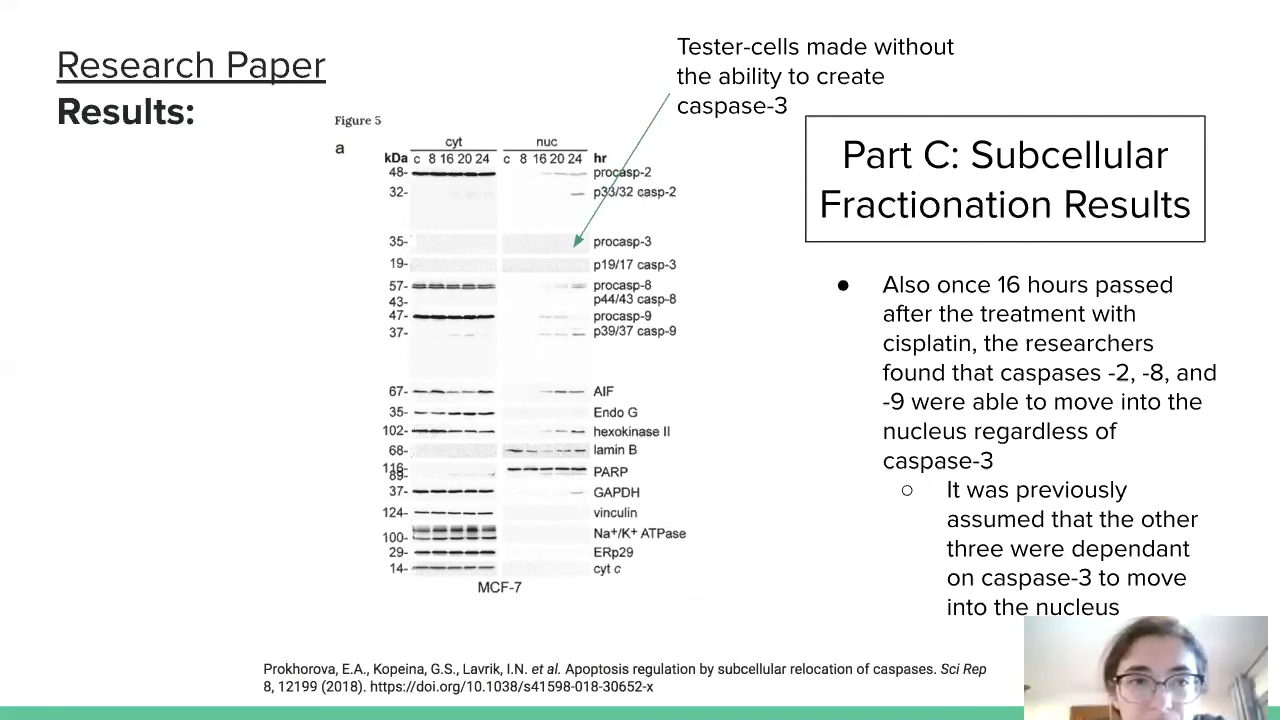 Research Paper
Results:
Tester-cells made without
the ability to create
caspase-3
Figure 5
a
cyt nuc
kDa c 8 16 20 24 c 8 16 20 24 hr
48- procasp-2
32- p33/32 casp-2
35- procasp-3
19- p19/17 casp-3
57- procasp-8
43- p44/43 casp-8
47- procasp-9
37- p39/37 casp-9
67- AIF
35- Endo G
102- hexokinase II
68- lamin B
116-
89- PARP
37- GAPDH
124- vinculin
100- Na+/K+ ATPase
29- ERp29
14- cyt c
MCF-7
Part C: Subcellular
Fractionation Results
● Also once 16 hours passed
after the treatment with
cisplatin, the researchers
found that caspases -2, -8, and
-9 were able to move into the
nucleus regardless of
caspase-3
○ It was previously
assumed that the other
three were dependant
on caspase-3 to move
into the nucleus
Prokhorova, E.A., Kopeina, G.S., Lavrik, I.N. et al. Apoptosis regulation by subcellular relocation of caspases. Sci Rep
8, 12199 (2018). https://doi.org/10.1038/s41598-018-30652-x